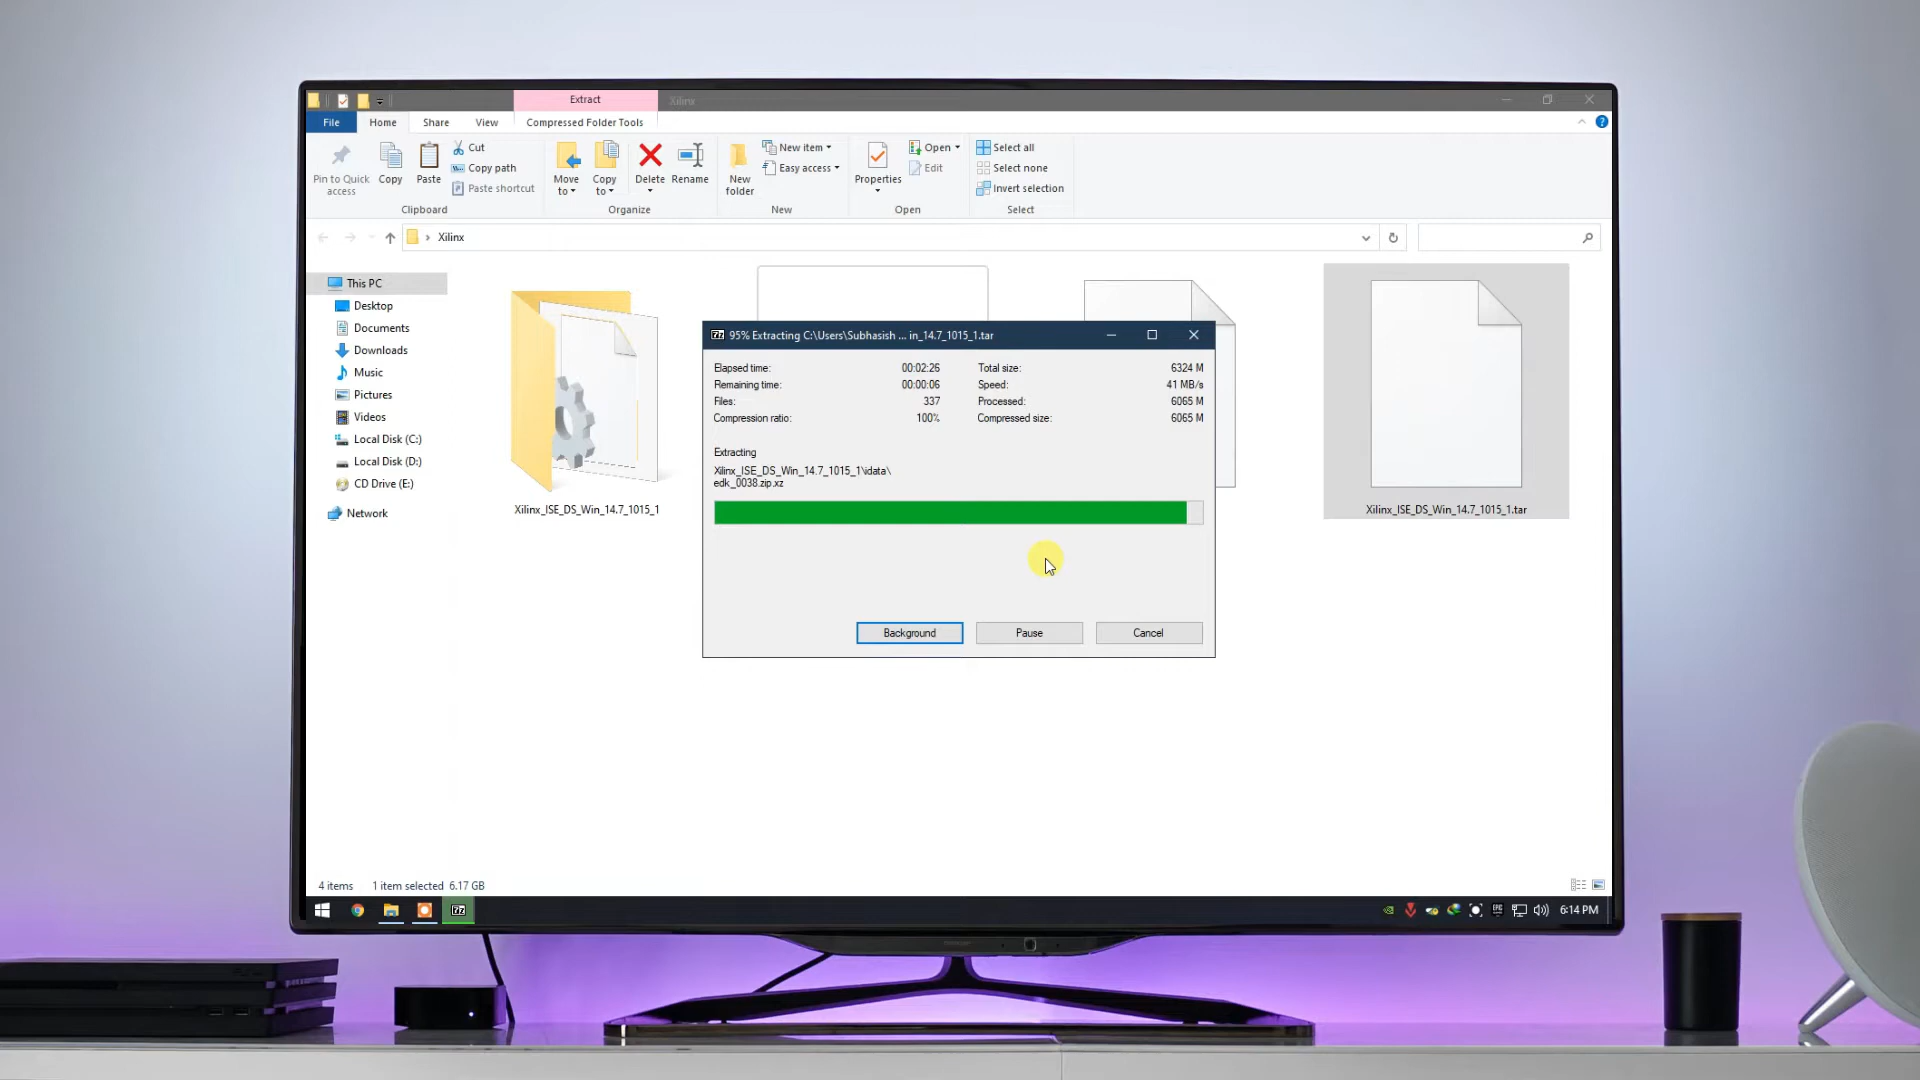 Extract
Xilinx
File
Home
Share
View
Compressed Folder Tools
Pin to Quick access
Copy
Paste
Cut
Copy path
Paste shortcut
Clipboard
Move to
Copy to
Delete
Rename
Organize
New folder
New item
Easy access
New
Properties
Open
Edit
Open
Select all
Select none
Invert selection
Select
Xilinx
This PC
Desktop
Documents
Downloads
Music
Pictures
Videos
Local Disk (C:)
Local Disk (D:)
CD Drive (E:)
Network
Xilinx_ISE_DS_Win_14.7_1015_1
Xilinx_ISE_DS_Win_14.7_1015_1.tar
95% Extracting C:\Users\Subhasish ... in_14.7_1015_1.tar
Elapsed time: 00:02:26 Total size: 6324 M
Remaining time: 00:00:06 Speed: 41 MB/s
Files: 337 Processed: 6065 M
Compression ratio: 100% Compressed size: 6065 M
Extracting
Xilinx_ISE_DS_Win_14.7_1015_1\idata\
edk_0038.zip.xz
Background Pause Cancel
4 items 1 item selected 6.17 GB
6:14 PM